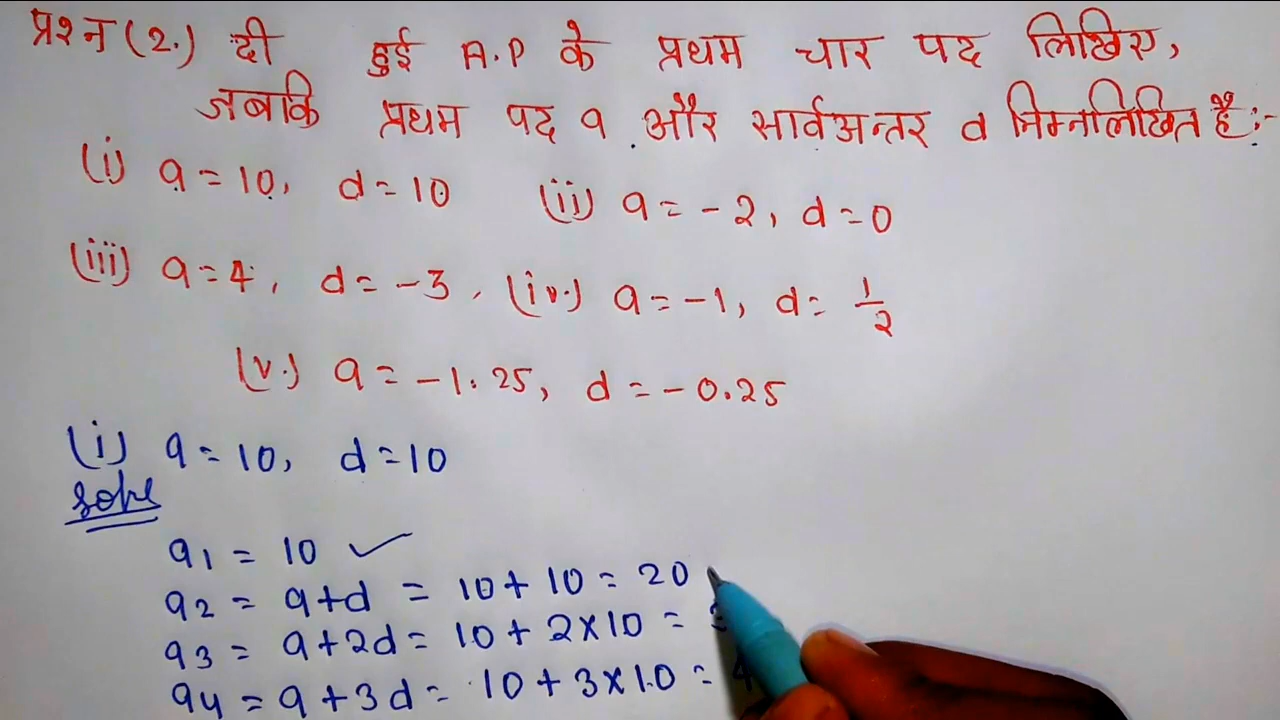 प्रश्न (2.) दी हुई A.P के प्रथम चार पद लिखिए,
जबकि प्रथम पद a और सार्वअन्तर d निम्नलिखित है:-
(i) a = 10, d = 10 (ii) a = -2, d = 0
(iii) a = 4, d = -3, (iv.) a = -1, d = 1/2
(v.) a = -1.25, d = -0.25
(i) a = 10, d = 10
a1 = 10 ✓
a2 = a+d = 10 + 10 = 20
a3 = a+2d = 10 + 2×10 =
a4 = a + 3d = 10 + 3×10 = 4